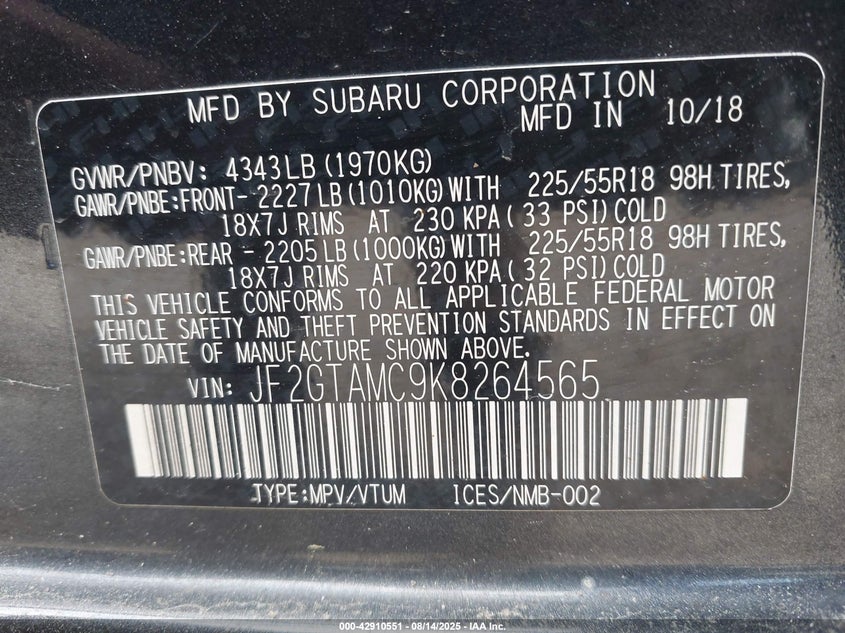 MFD BY SUBARU CORPORATION
MFD IN 10/18
GVWR/PNBV: 4343LB(1970KG)
GAWR/PNBE:FRONT- 2227LB(1010KG)WITH 225/55R18 98H TIRES,
18X7J RIMS AT 230 KPA( 33 PSI)COLD
GAWR/PNBE:REAR - 2205LB(1000KG)WITH 225/55R18 98H TIRES,
18X7J RIMS AT 220 KPA( 32 PSI)COLD
THIS VEHICLE CONFORMS TO ALL APPLICABLE FEDERAL MOTOR
VEHICLE SAFETY AND THEFT PREVENTION STANDARDS IN EFFECT ON
THE DATE OF MANUFACTURE SHOWN ABOVE.
VIN: JF2GTAMC9K8264565
TYPE:MPV/VTUM ICES/NMB-002
000-42910551 - 08/14/2025 - IAA Inc.